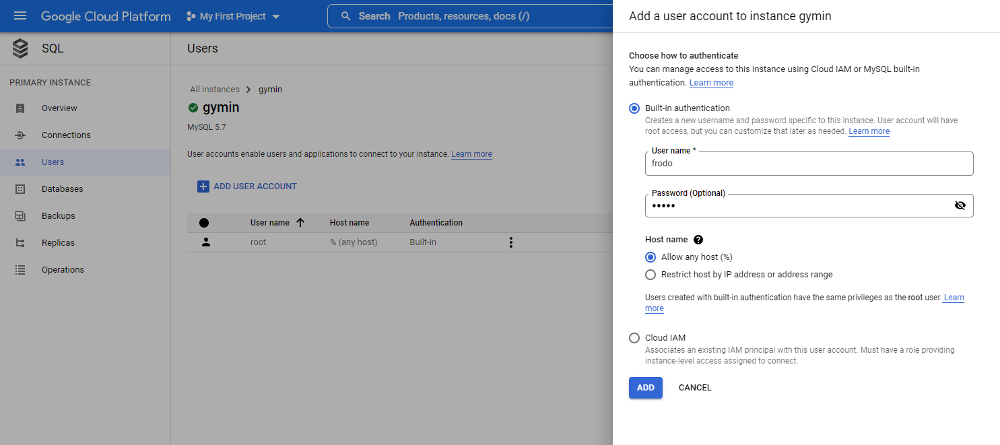 Google Cloud Platform
My First Project
Search Products, resources, docs (/)
SQL
PRIMARY INSTANCE
Overview
Connections
Users
Databases
Backups
Replicas
Operations
Users
All instances > gymin
gymin
MySQL 5.7
User accounts enable users and applications to connect to your instance. Learn more
ADD USER ACCOUNT
User name Host name Authentication
root % (any host) Built-in
Add a user account to instance gymin
Choose how to authenticate
You can manage access to this instance using Cloud IAM or MySQL built-in
authentication. Learn more
Built-in authentication
Creates a new username and password specific to this instance. User account will have
root access, but you can customize that later as needed. Learn more
User name *
frodo
Password (Optional)
•••••
Host name ?
Allow any host (%)
Restrict host by IP address or address range
Users created with built-in authentication have the same privileges as the root user. Learn
more
Cloud IAM
Associates an existing IAM principal with this user account. Must have a role providing
instance-level access assigned to connect.
ADD CANCEL